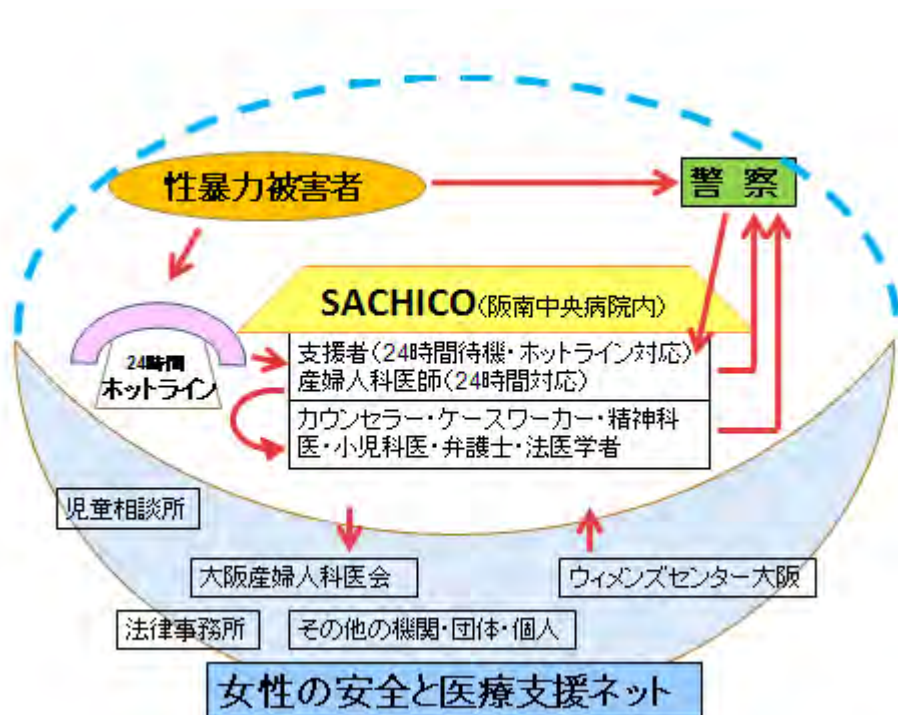 性暴力被害者
警察
SACHICO(阪南中央病院内)
24時間
ホットライン
支援者(24時間待機・ホットライン対応)
産婦人科医師(24時間対応)
カウンセラー・ケースワーカー・精神科
医・小児科医・弁護士・法医学者
児童相談所
大阪産婦人科医会
ウィメンズセンター大阪
法律事務所
その他の機関・団体・個人
女性の安全と医療支援ネット